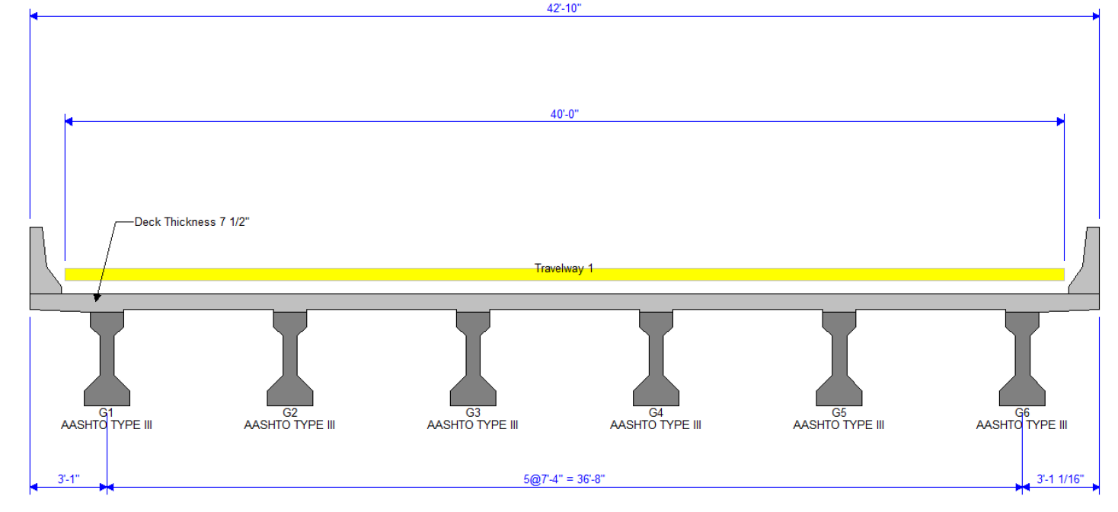 42'-10"
40'-0"
Deck Thickness 7 1/2"
Travelway 1
G1 G2 G3 G4 G5 G6
AASHTO TYPE III AASHTO TYPE III AASHTO TYPE III AASHTO TYPE III AASHTO TYPE III AASHTO TYPE III
3'-1" 5@7'-4" = 36'-8" 3'-1 1/16"